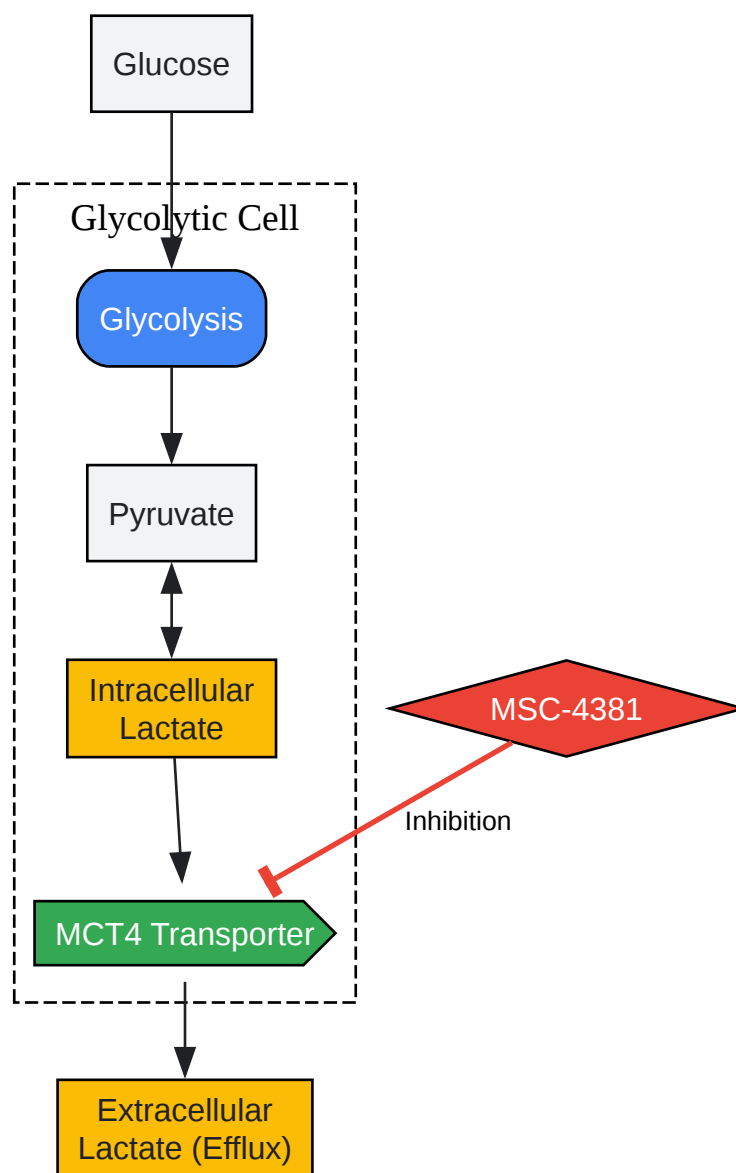 Glucose
Glycolytic Cell
Glycolysis
Pyruvate
Intracellular
Lactate
MSC-4381
Inhibition
MCT4 Transporter
Extracellular
Lactate (Efflux)